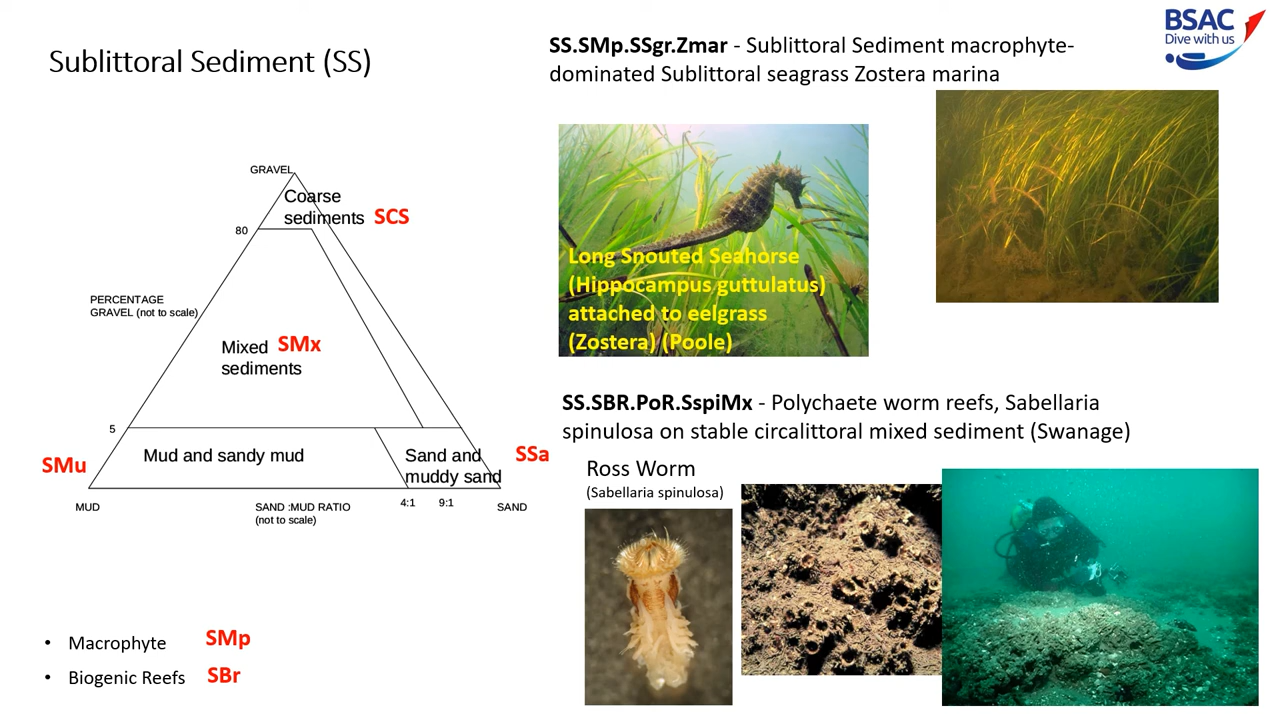 Sublittoral Sediment (SS)
GRAVEL
Coarse
sediments SCS
80
PERCENTAGE
GRAVEL (not to scale)
Mixed SMx
sediments
5
SMu
Mud and sandy mud
Sand and
muddy sand
SSa
MUD
SAND :MUD RATIO
(not to scale)
4:1
9:1
SAND
• Macrophyte SMp
• Biogenic Reefs SBr
SS.SMp.SSgr.Zmar - Sublittoral Sediment macrophyte-
dominated Sublittoral seagrass Zostera marina
BSAC
Dive with us
Long Snouted Seahorse
(Hippocampus guttulatus)
attached to eelgrass
(Zostera) (Poole)
SS.SBR.PoR.SspiMx - Polychaete worm reefs, Sabellaria
spinulosa on stable circalittoral mixed sediment (Swanage)
Ross Worm
(Sabellaria spinulosa)